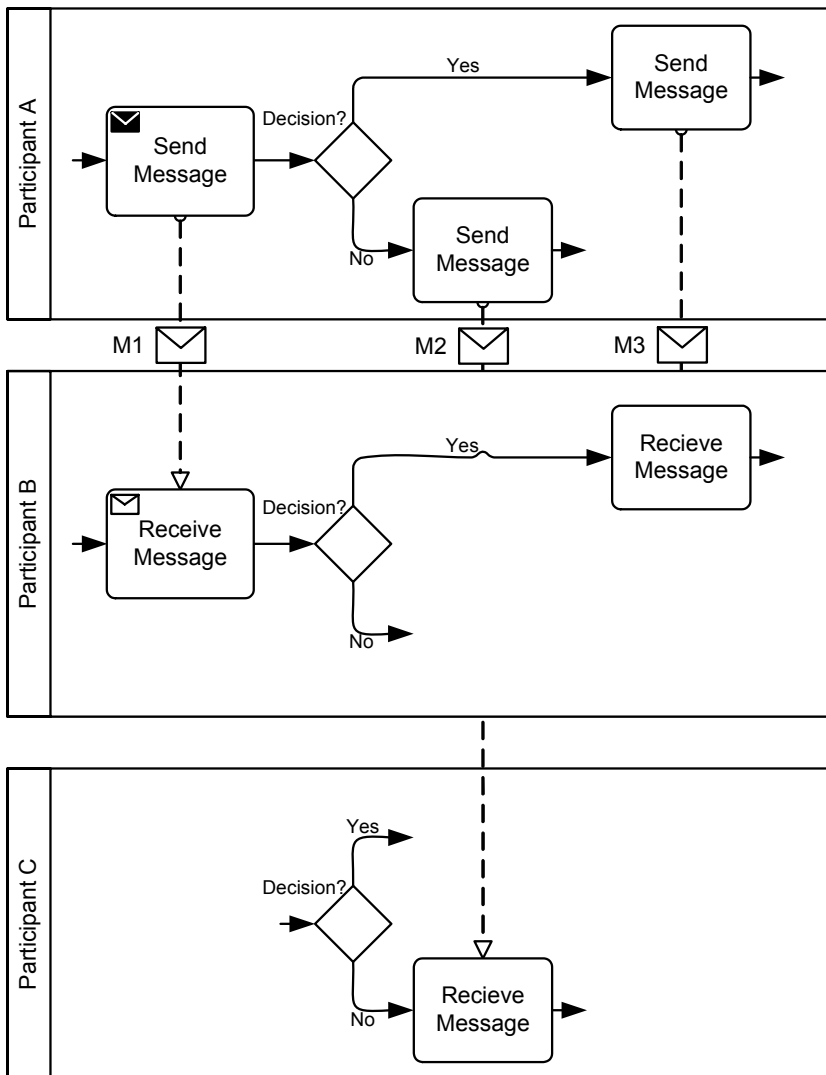 Participant A
Send
Message
Decision?
Yes
Send
Message
No
Send
Message
M1
M2
M3
Participant B
Receive
Message
Decision?
Yes
Recieve
Message
No
Participant C
Decision?
Yes
No
Recieve
Message